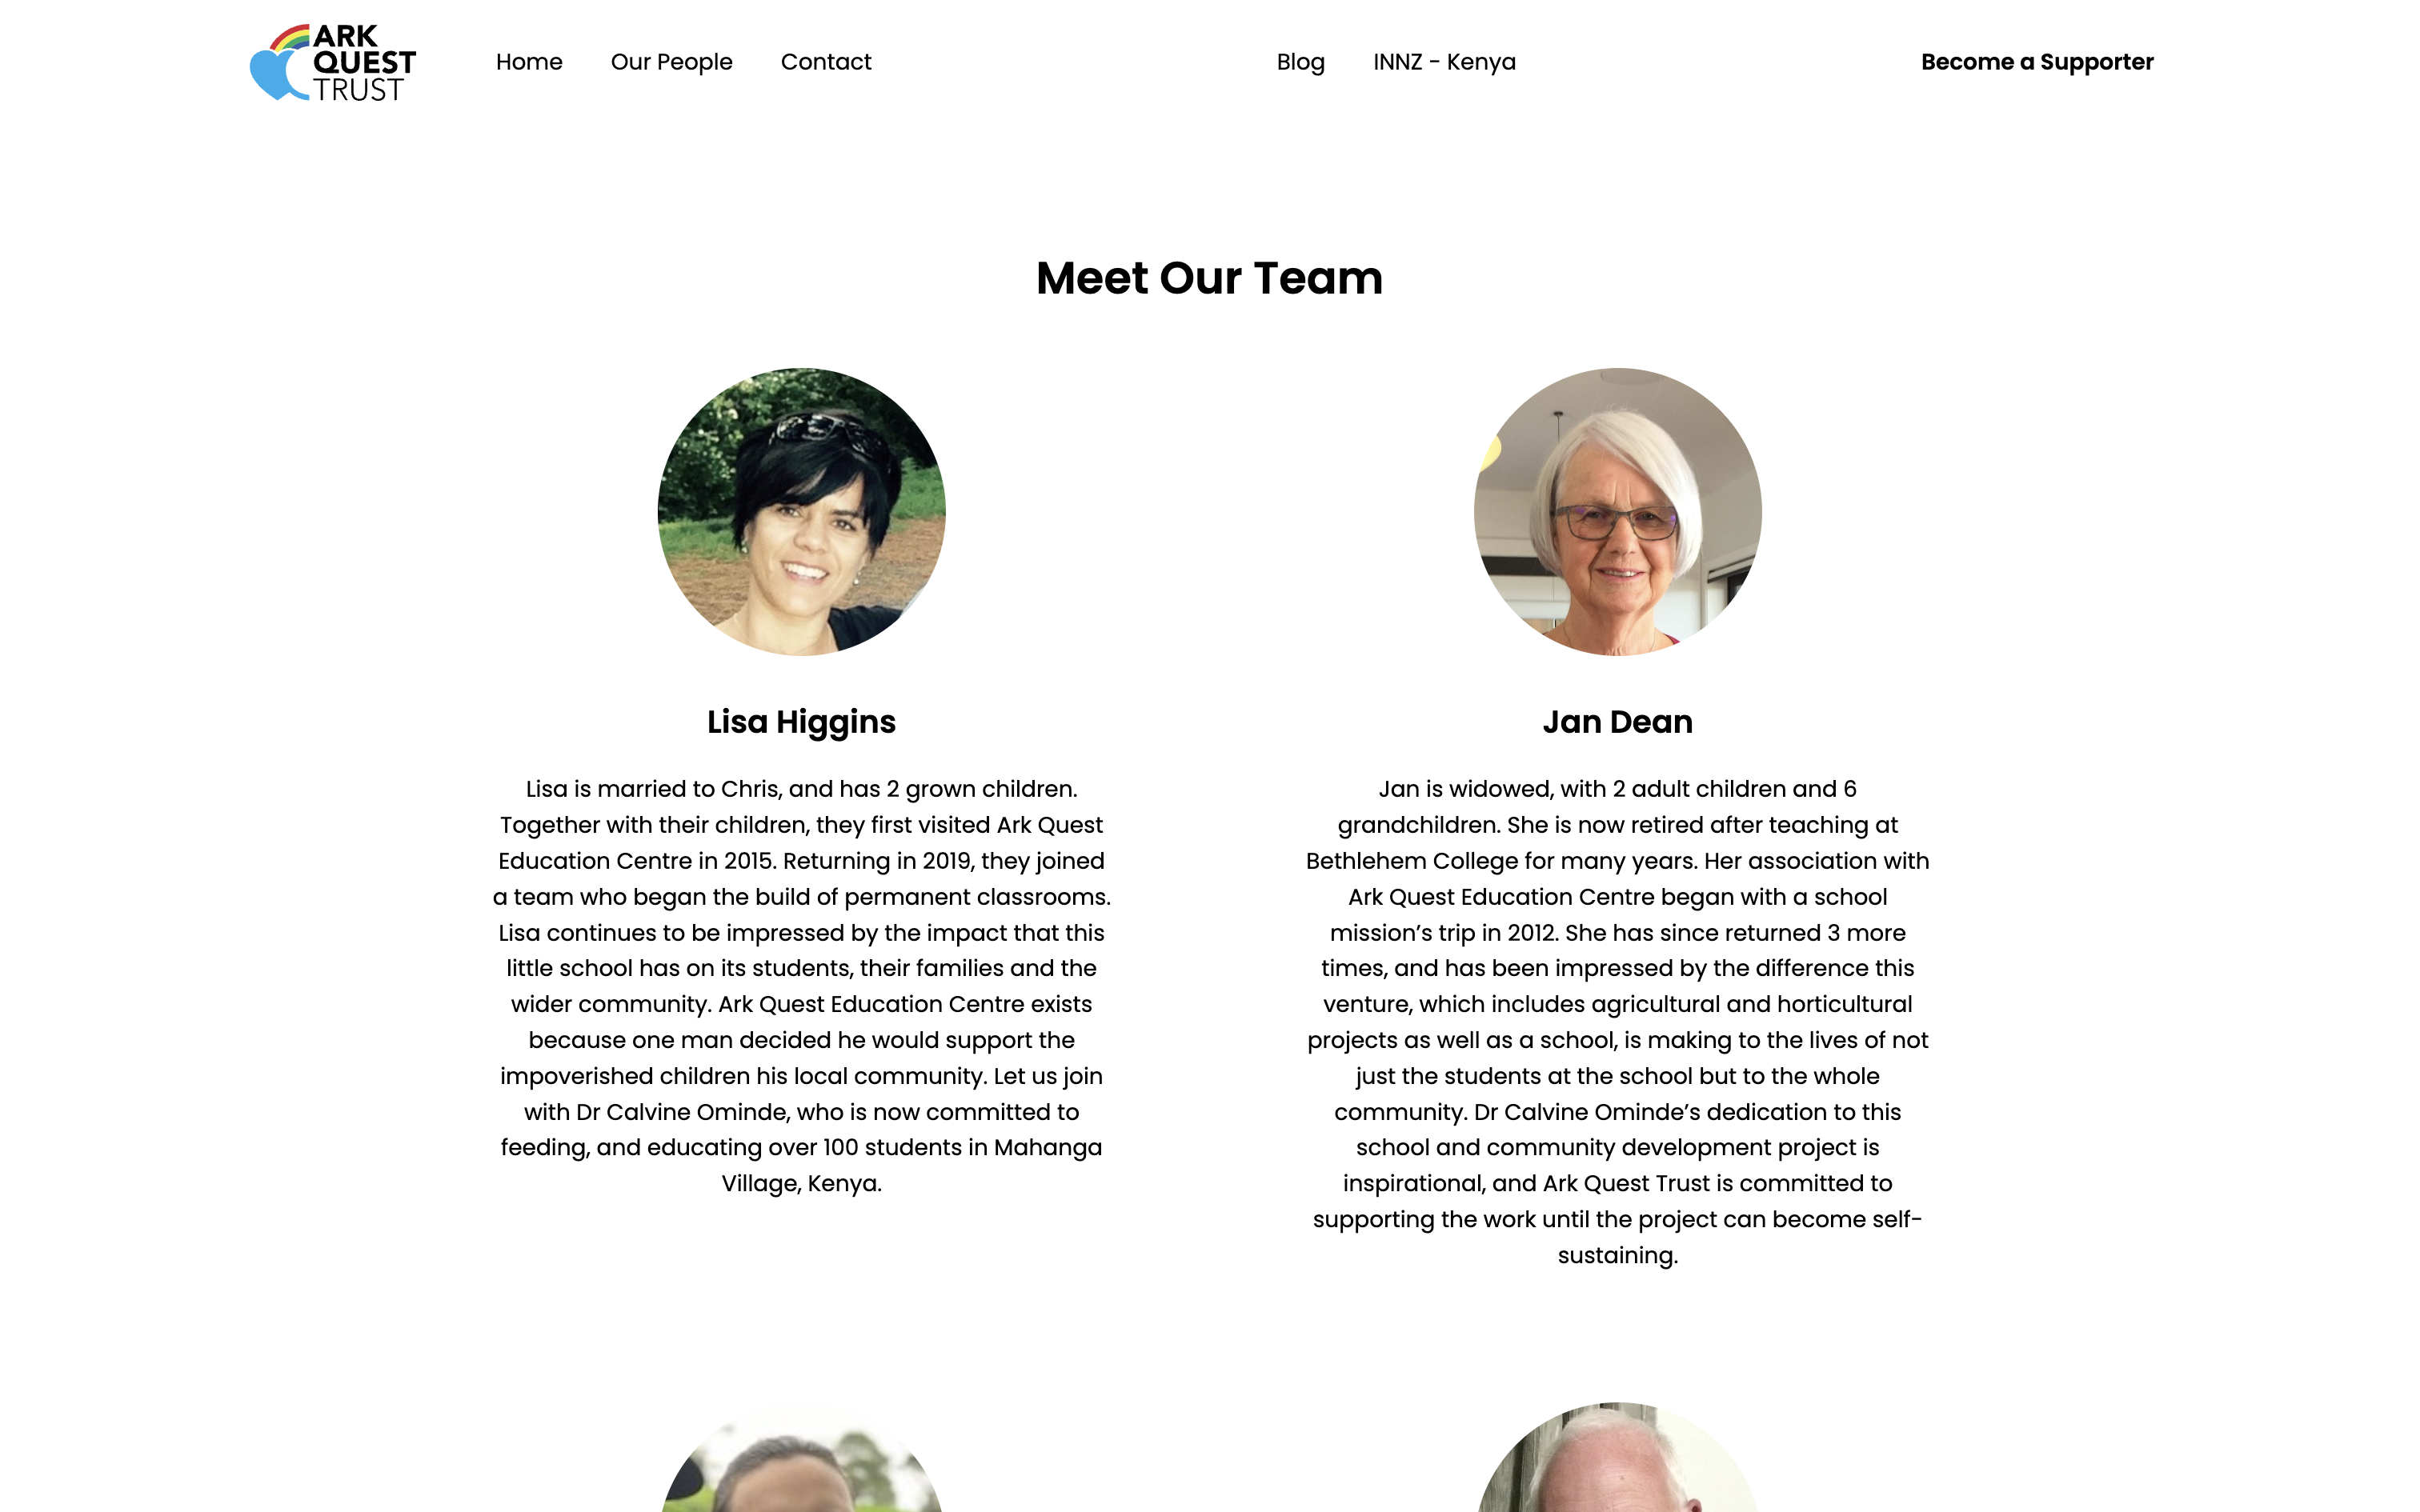 ARK
QUEST
TRUST
Home
Our People
Contact
Blog
INNZ - Kenya
Become a Supporter
Meet Our Team
Lisa Higgins
Lisa is married to Chris, and has 2 grown children.
Together with their children, they first visited Ark Quest
Education Centre in 2015. Returning in 2019, they joined
a team who began the build of permanent classrooms.
Lisa continues to be impressed by the impact that this
little school has on its students, their families and the
wider community. Ark Quest Education Centre exists
because one man decided he would support the
impoverished children his local community. Let us join
with Dr Calvine Ominde, who is now committed to
feeding, and educating over 100 students in Mahanga
Village, Kenya.
Jan Dean
Jan is widowed, with 2 adult children and 6
grandchildren. She is now retired after teaching at
Bethlehem College for many years. Her association with
Ark Quest Education Centre began with a school
mission’s trip in 2012. She has since returned 3 more
times, and has been impressed by the difference this
venture, which includes agricultural and horticultural
projects as well as a school, is making to the lives of not
just the students at the school but to the whole
community. Dr Calvine Ominde’s dedication to this
school and community development project is
inspirational, and Ark Quest Trust is committed to
supporting the work until the project can become self-
sustaining.